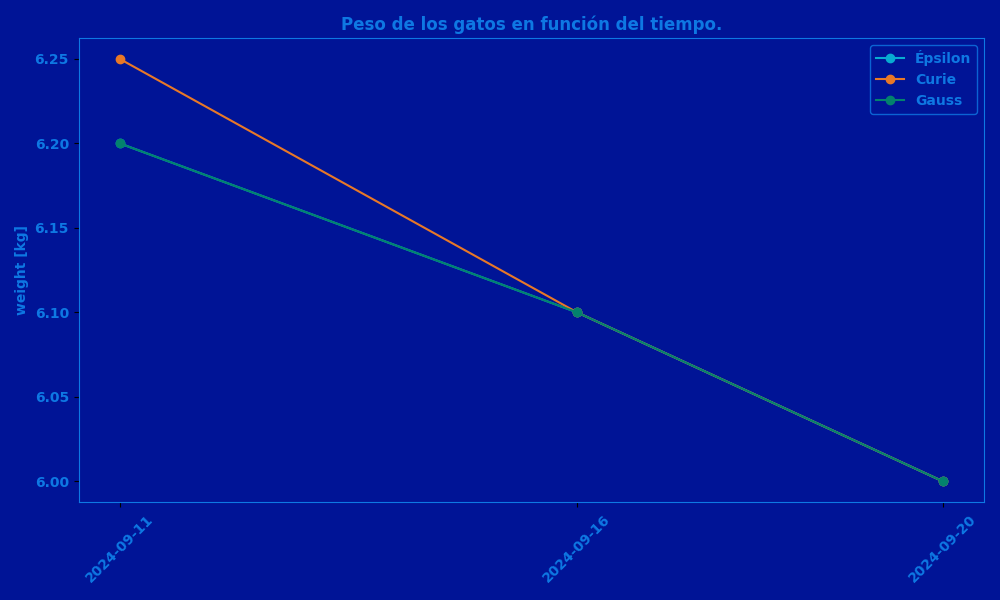 Peso de los gatos en función del tiempo.
Épsilon
Curie
Gauss
weight [kg]
6.25
6.20
6.15
6.10
6.05
6.00
2024-09-11
2024-09-16
2024-09-20